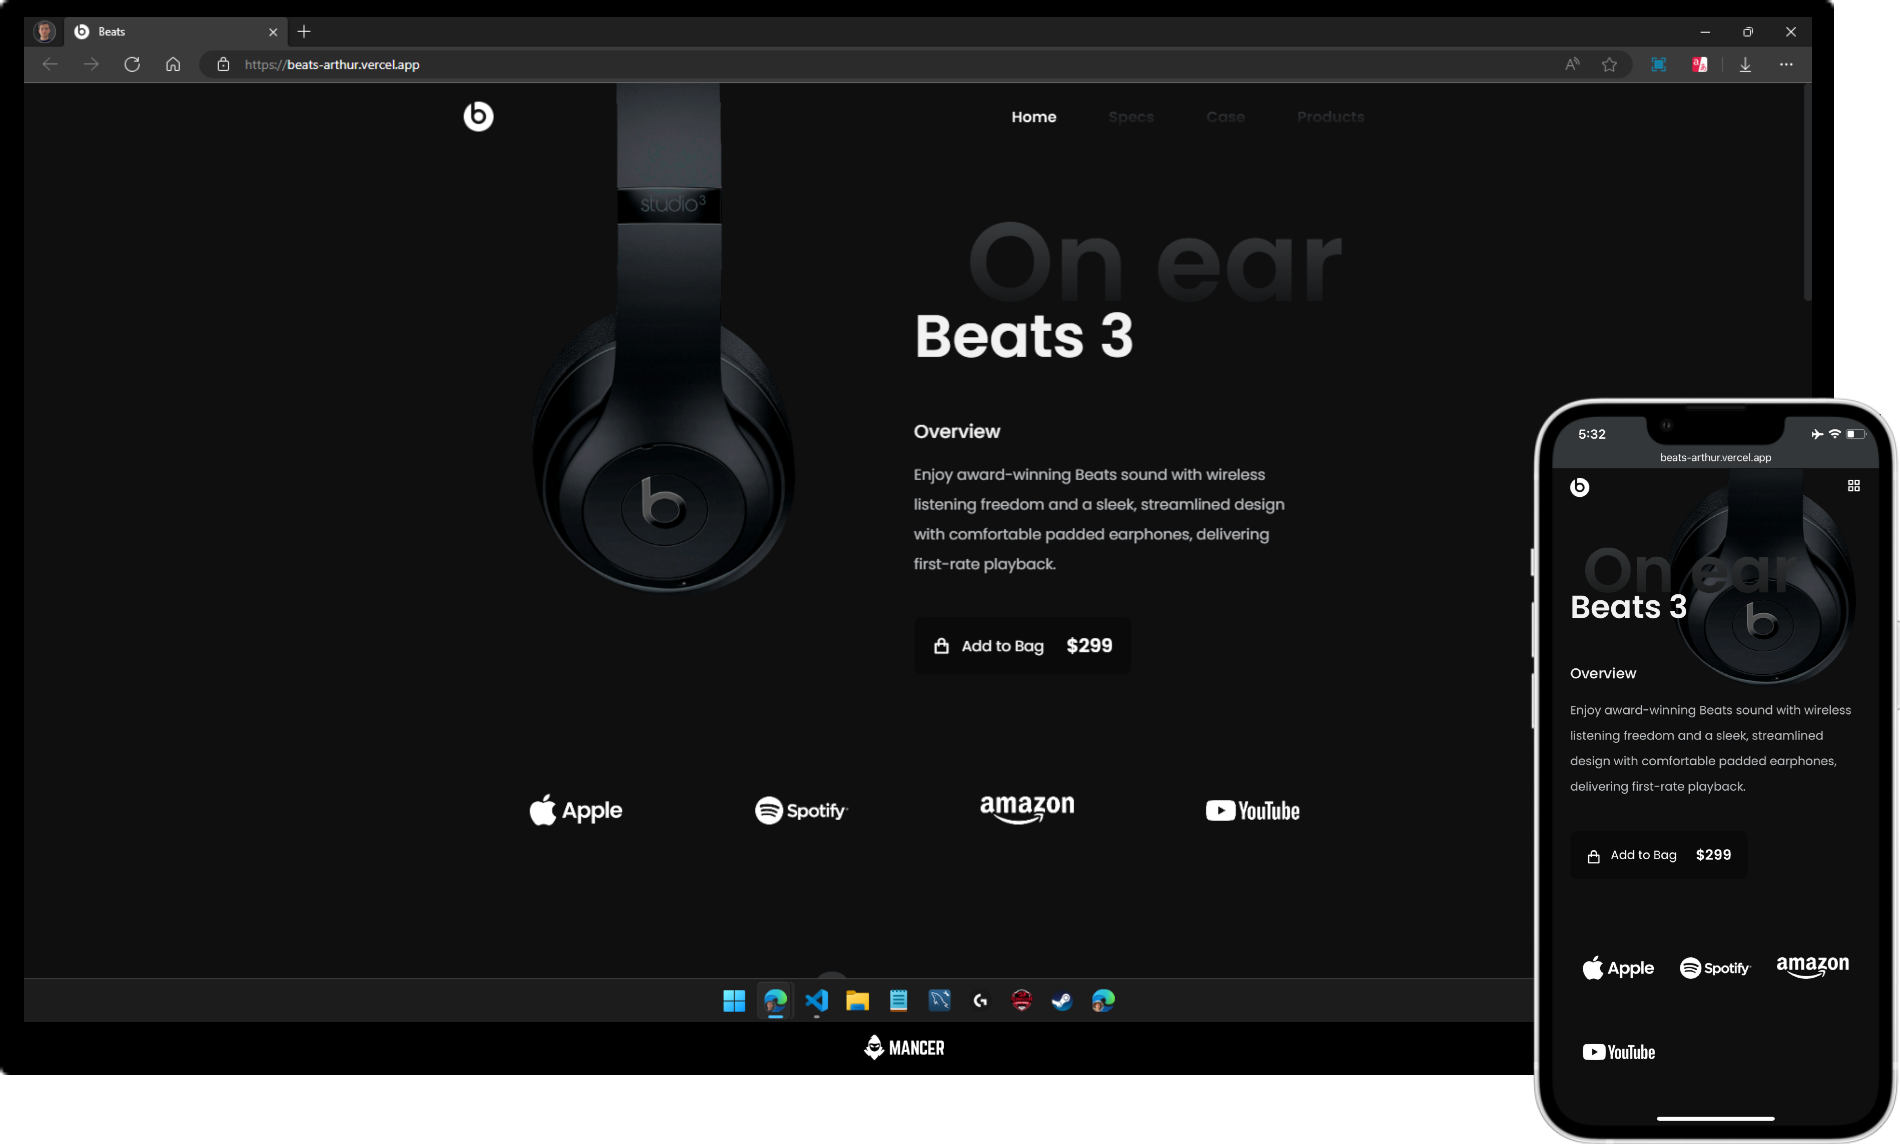 Beats
https://beats-arthur.vercel.app
Home Specs Case Products
studio3
On ear
Beats 3
Overview
Enjoy award-winning Beats sound with wireless
listening freedom and a sleek, streamlined design
with comfortable padded earphones, delivering
first-rate playback.
Add to Bag $299
Apple Spotify amazon YouTube
MANCER
5:32
beats-arthur.vercel.app
On ear
Beats 3
Overview
Enjoy award-winning Beats sound with wireless
listening freedom and a sleek, streamlined
design with comfortable padded earphones,
delivering first-rate playback.
Add to Bag $299
Apple Spotify amazon
YouTube